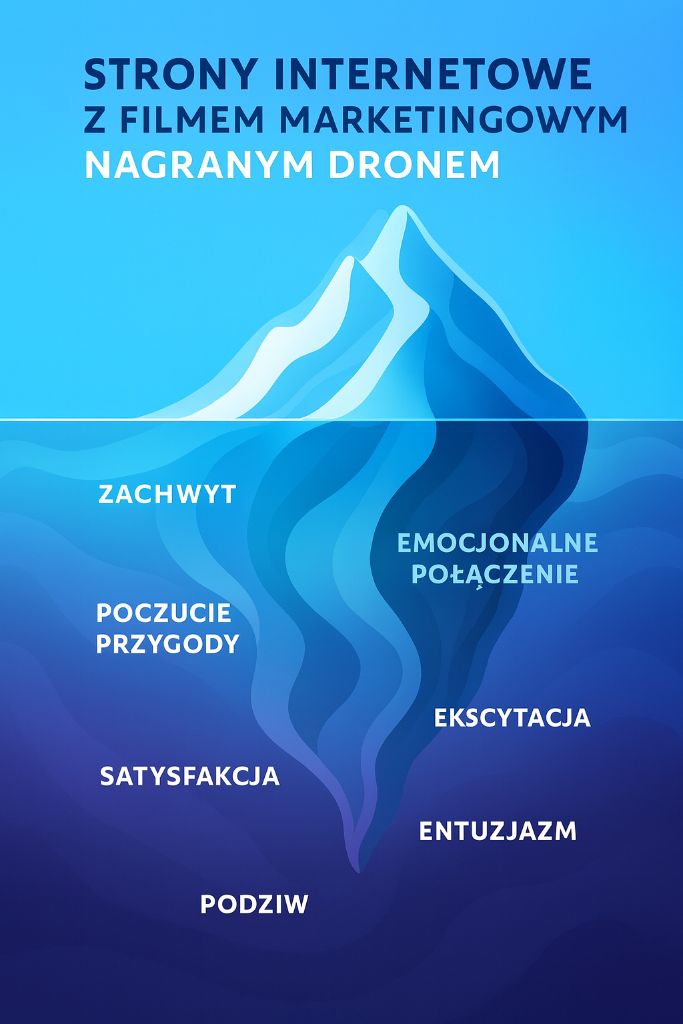 STRONY INTERNETOWE
Z FILMEM MARKETINGOWYM
NAGRANYM DRONEM
ZACHWYT
EMOCJONALNE
POŁĄCZENIE
POCZUCIE
PRZYGODY
EKSCYTACJA
SATYSFAKCJA
ENTUZJAZM
PODZIW